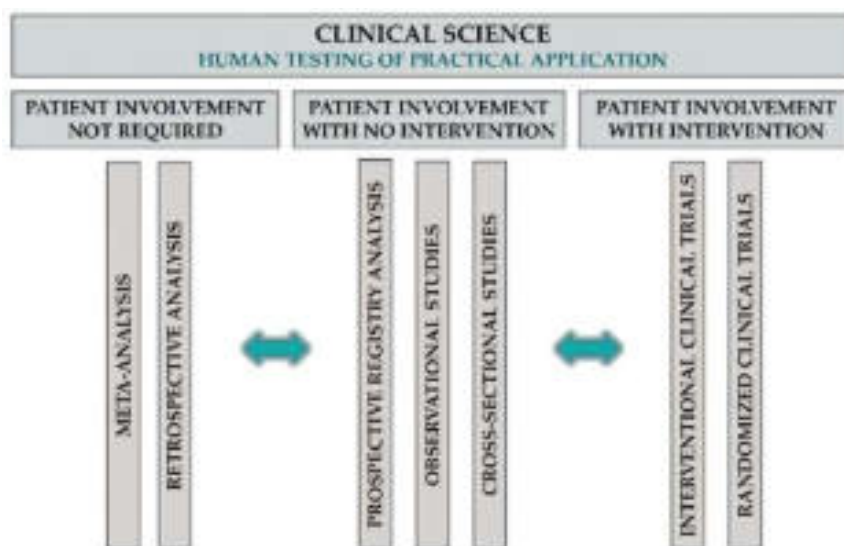 CLINICAL SCIENCE
HUMAN TESTING OF PRACTICAL APPLICATION
PATIENT INVOLVEMENT
NOT REQUIRED
PATIENT INVOLVEMENT
WITH NO INTERVENTION
PATIENT INVOLVEMENT
WITH INTERVENTION
META-ANALYSIS
RETROSPECTIVE ANALYSIS
PROSPECTIVE REGISTRY ANALYSIS
OBSERVATIONAL STUDIES
CROSS-SECTIONAL STUDIES
INTERVENTIONAL CLINICAL TRIALS
RANDOMIZED CLINICAL TRIALS